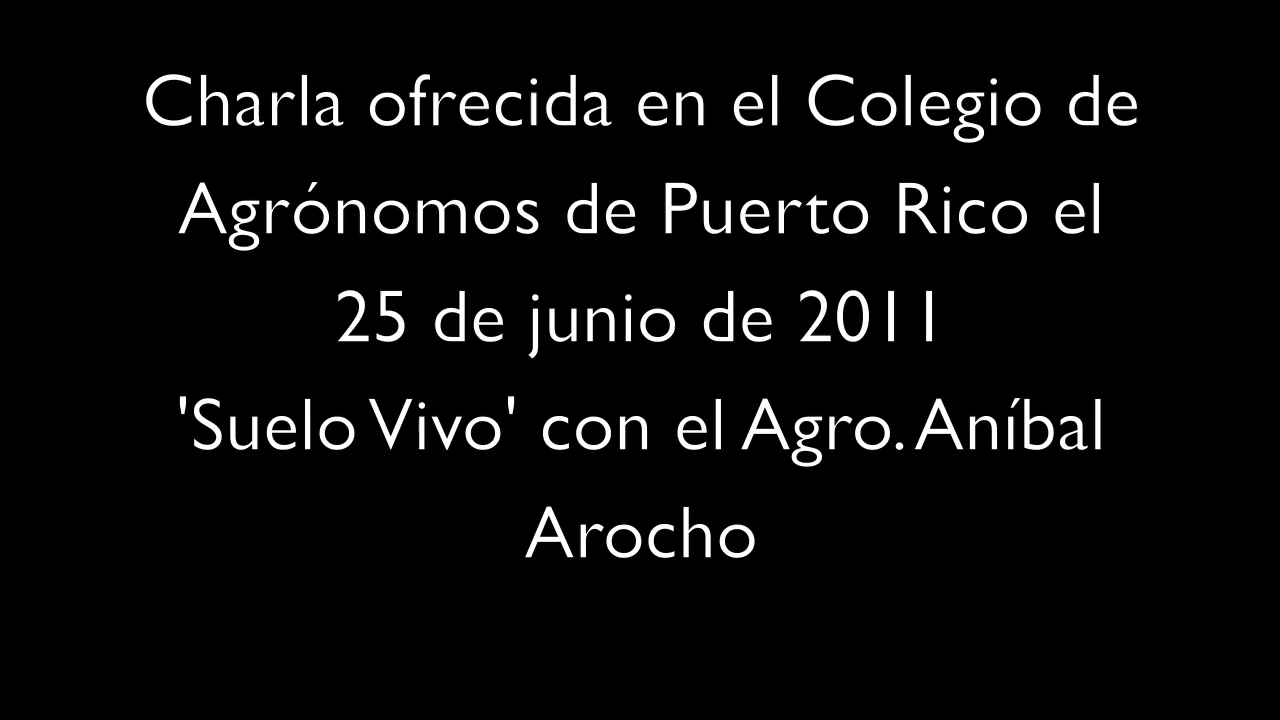 Charla ofrecida en el Colegio de
Agrónomos de Puerto Rico el
25 de junio de 2011
'Suelo Vivo' con el Agro. Aníbal
Arocho